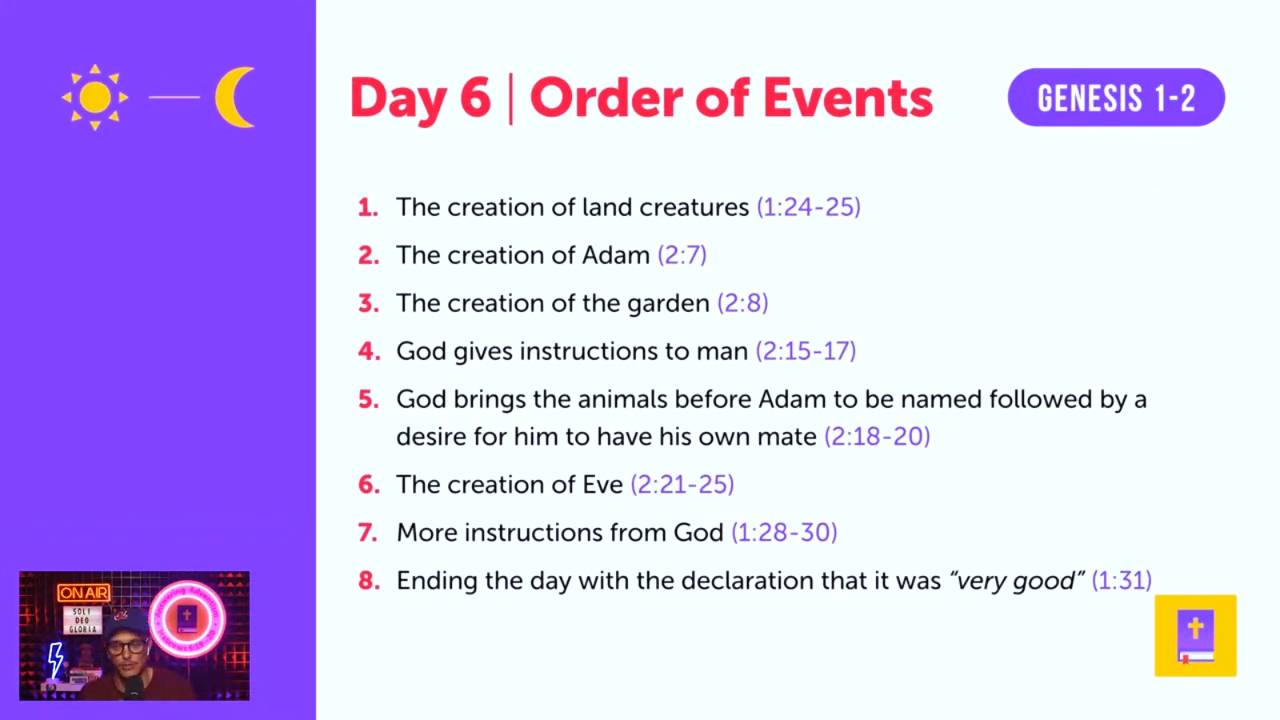 Day 6 | Order of Events
GENESIS 1-2
1. The creation of land creatures (1:24-25)
2. The creation of Adam (2:7)
3. The creation of the garden (2:8)
4. God gives instructions to man (2:15-17)
5. God brings the animals before Adam to be named followed by a
desire for him to have his own mate (2:18-20)
6. The creation of Eve (2:21-25)
7. More instructions from God (1:28-30)
8. Ending the day with the declaration that it was "very good" (1:31)
ON AIR
SOLI
DEO
GLORIA